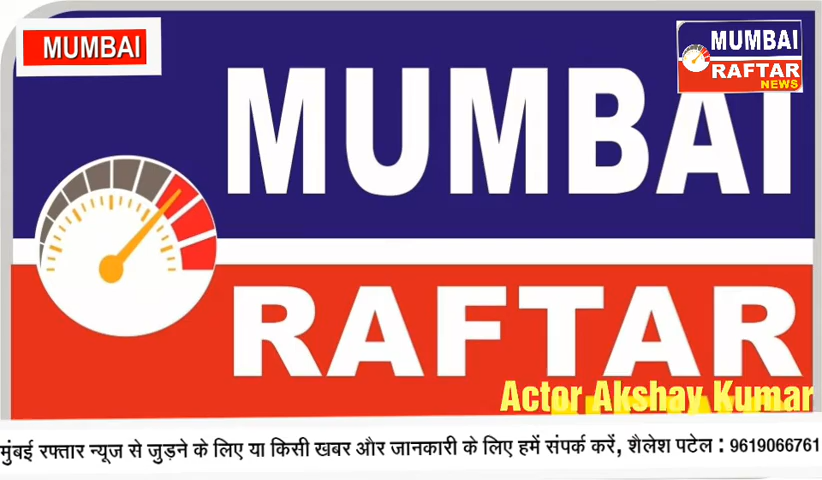 MUMBAI
MUMBAI
RAFTAR
NEWS
MUMBAI
RAFTAR
Actor Akshay Kumar
मुंबई रफ्तार न्यूज से जुड़ने के लिए या किसी खबर और जानकारी के लिए हमें संपर्क करें, शैलेश पटेल : 9619066761